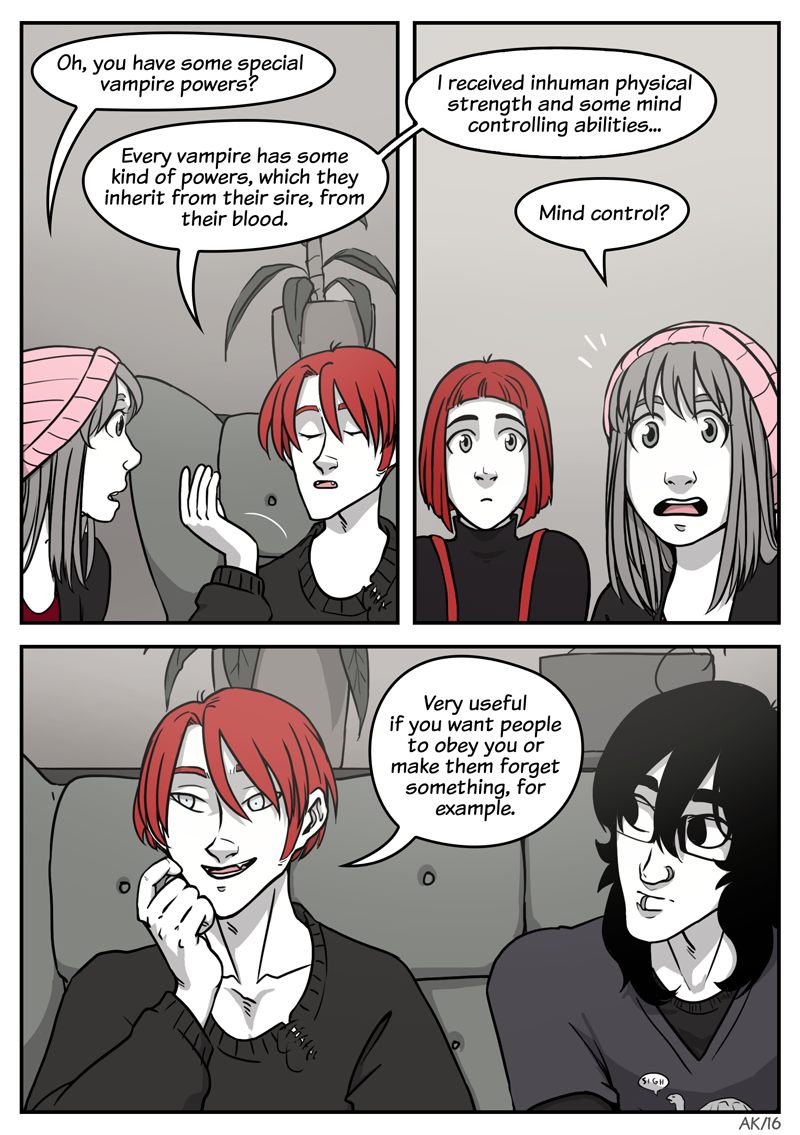 Oh, you have some special
vampire powers?
Every vampire has some
kind of powers, which they
inherit from their sire, from
their blood.
I received inhuman physical
strength and some mind
controlling abilities...
Mind control?
Very useful
if you want people
to obey you or
make them forget
something, for
example.
SIGH
AK/16